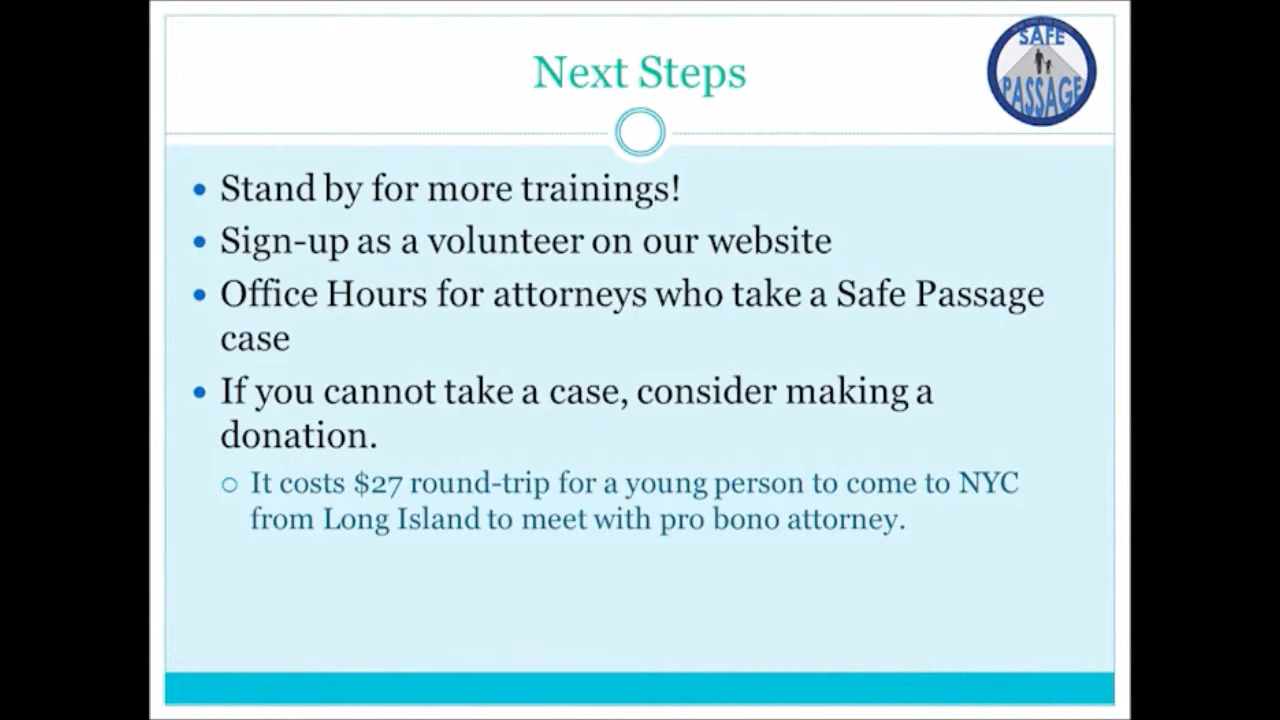 Next Steps
SAFE
PASSAGE
• Stand by for more trainings!
• Sign-up as a volunteer on our website
• Office Hours for attorneys who take a Safe Passage
case
• If you cannot take a case, consider making a
donation.
○ It costs $27 round-trip for a young person to come to NYC
from Long Island to meet with pro bono attorney.